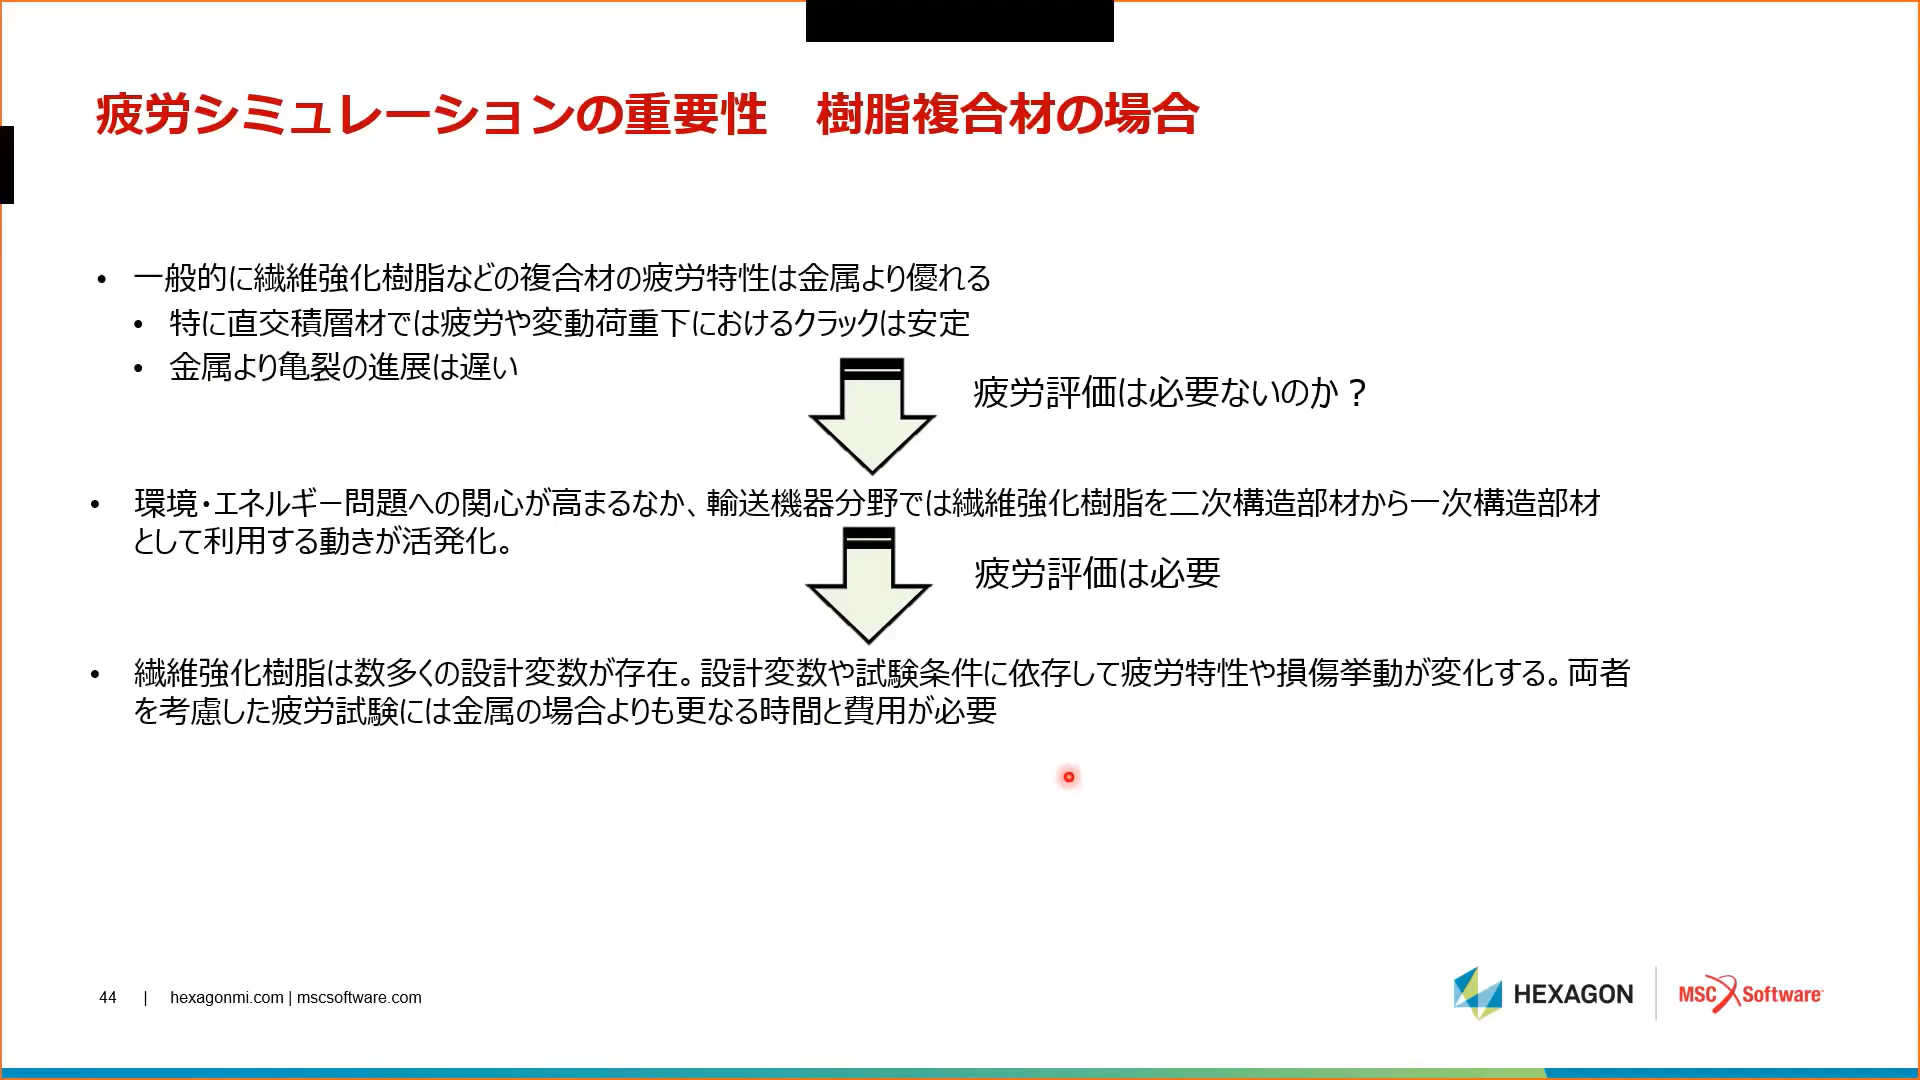 疲労シミュレーションの重要性　樹脂複合材の場合
• 一般的に繊維強化樹脂などの複合材の疲労特性は金属より優れる
• 特に直交積層材では疲労や変動荷重下におけるクラックは安定
• 金属より亀裂の進展は遅い
疲労評価は必要ないのか？
• 環境・エネルギー問題への関心が高まるなか、輸送機器分野では繊維強化樹脂を二次構造部材から一次構造部材
として利用する動きが活発化。
疲労評価は必要
• 繊維強化樹脂は数多くの設計変数が存在。設計変数や試験条件に依存して疲労特性や損傷挙動が変化する。両者
を考慮した疲労試験には金属の場合よりも更なる時間と費用が必要
44 | hexagonmi.com | mscsoftware.com
HEXAGON
MSC Software